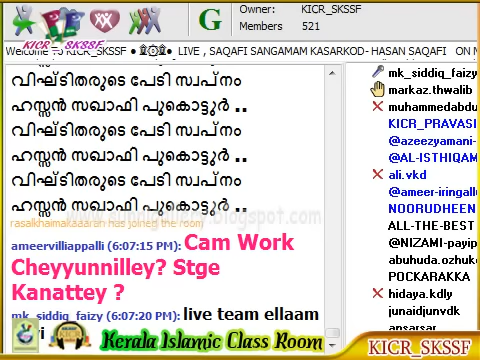 KICR_SKSSF
G
Owner: KICR_SKSSF
Members 521
LIVE , SAQAFI SANGAMAM KASARKOD- HASAN SAQAFI ON
വിഘ്ടിതരുടെ പേടി സ്വപ്നം
ഹസ്സൻ സഖാഫി പൂകൊട്ടൂർ ..
വിഘ്ടിതരുടെ പേടി സ്വപ്നം
ഹസ്സൻ സഖാഫി പൂകൊട്ടൂർ ..
വിഘ്ടിതരുടെ പേടി സ്വപ്നം
ഹസ്സൻ സഖാഫി പൂകൊട്ടൂർ ..
has joined the room
ameervilliappalli (6:07:15 PM): Cam Work
Cheyyunnilley? Stge
Kanattey ?
mk_siddiq_faizy (6:07:20 PM): live team ellaam
mk_siddiq_faizy
markaz.thwalib
muhammedabdu
KICR_PRAVASI
@azeezyamani-
@AL-ISTHIQAM
ali.vkd
@ameer-iringall
NOORUDHEEN
ALL-THE-BEST
@NIZAMI-payip
abuhuda.ozhuk
POCKARAKKA
hidaya.kdly
junaidjunvdk
ansarsar
Kerala Islamic Class Room
KICR_SKSSF